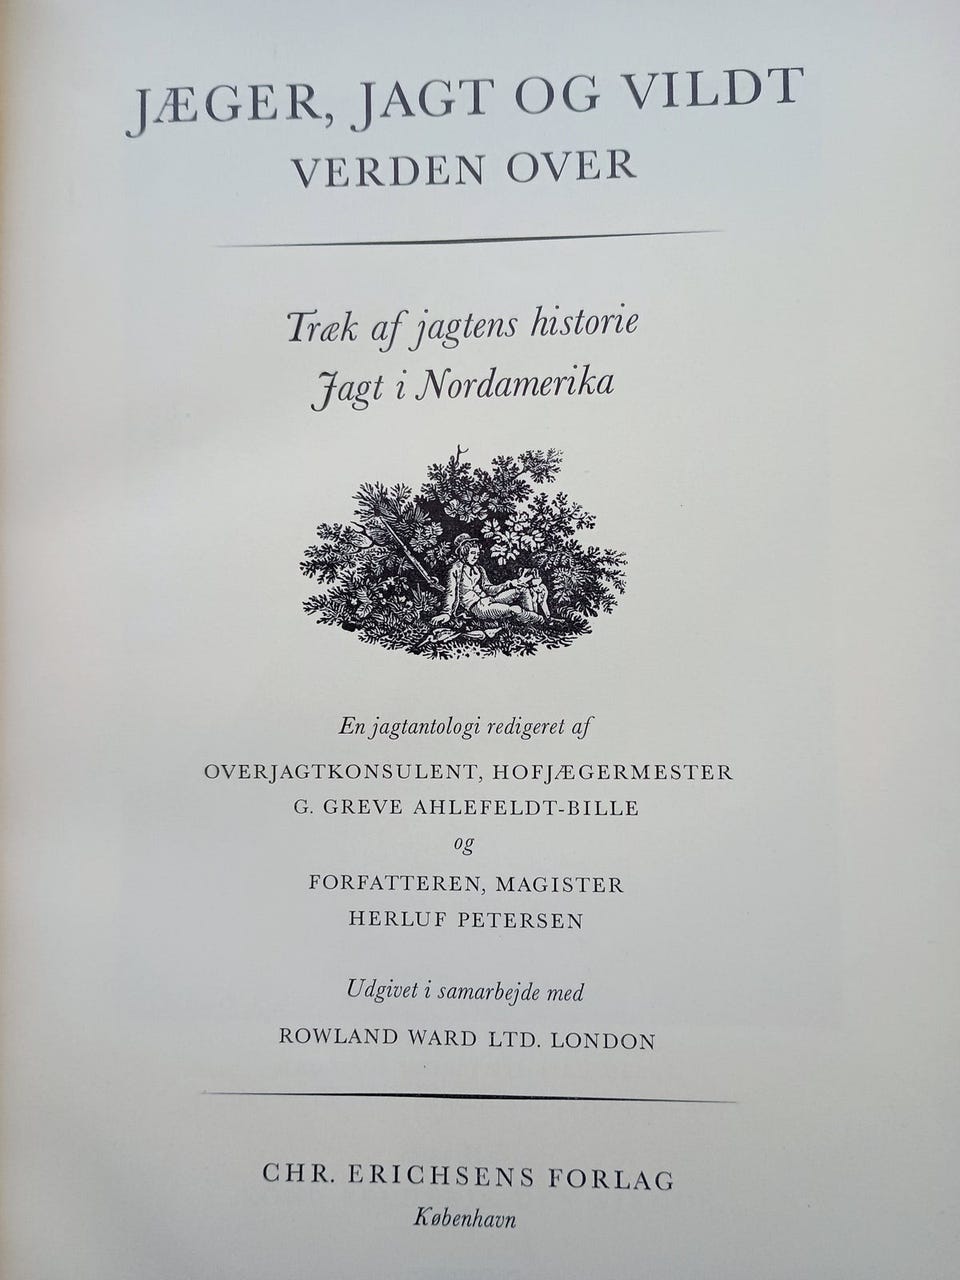 JÆGER, JAGT OG VILDT
VERDEN OVER
Træk af jagtens historie
Jagt i Nordamerika
En jagtantologi redigeret af
OVERJAGTKONSULENT, HOFJÆGERMESTER
G. GREVE AHLEFELDT-BILLE
og
FORFATTEREN, MAGISTER
HERLUF PETERSEN
Udgivet i samarbejde med
ROWLAND WARD LTD. LONDON
CHR. ERICHSENS FORLAG
København